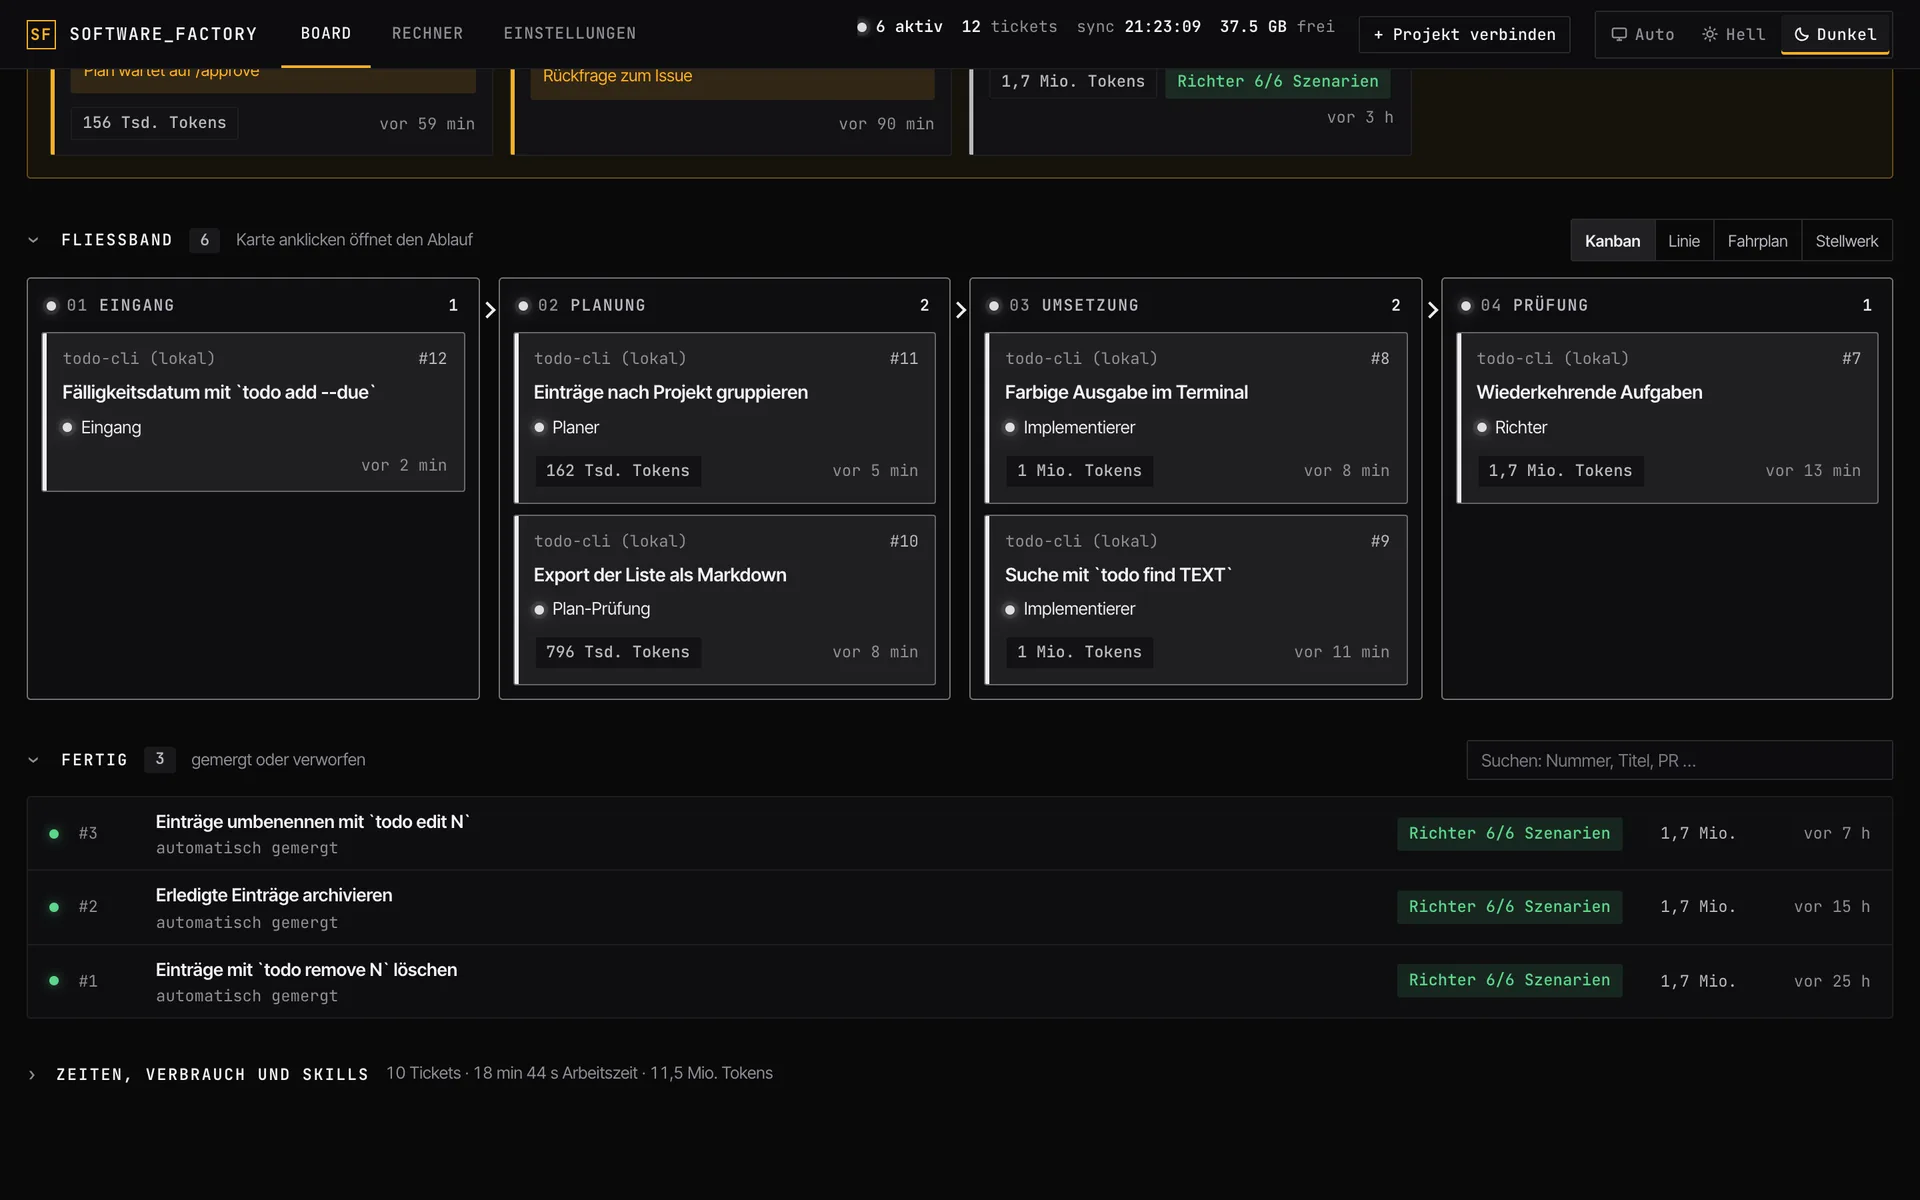 SF SOFTWARE_FACTORY BOARD RECHNER EINSTELLUNGEN 6 aktiv 12 tickets sync 21:23:09 37.5 GB frei + Projekt verbinden Auto Hell Dunkel
Plan wartet auf /approve
156 Tsd. Tokens vor 59 min
Rückfrage zum Issue
vor 90 min
1,7 Mio. Tokens Richter 6/6 Szenarien
vor 3 h
FLIESSBAND 6 Karte anklicken öffnet den Ablauf Kanban Linie Fahrplan Stellwerk
01 EINGANG 1
todo-cli (lokal) #12
Fälligkeitsdatum mit `todo add --due`
Eingang
vor 2 min
02 PLANUNG 2
todo-cli (lokal) #11
Einträge nach Projekt gruppieren
Planer
162 Tsd. Tokens vor 5 min
todo-cli (lokal) #10
Export der Liste als Markdown
Plan-Prüfung
796 Tsd. Tokens vor 8 min
03 UMSETZUNG 2
todo-cli (lokal) #8
Farbige Ausgabe im Terminal
Implementierer
1 Mio. Tokens vor 8 min
todo-cli (lokal) #9
Suche mit `todo find TEXT`
Implementierer
1 Mio. Tokens vor 11 min
04 PRÜFUNG 1
todo-cli (lokal) #7
Wiederkehrende Aufgaben
Richter
1,7 Mio. Tokens vor 13 min
FERTIG 3 gemergt oder verworfen Suchen: Nummer, Titel, PR ...
#3 Einträge umbenennen mit `todo edit N` Richter 6/6 Szenarien 1,7 Mio. vor 7 h
automatisch gemergt
#2 Erledigte Einträge archivieren Richter 6/6 Szenarien 1,7 Mio. vor 15 h
automatisch gemergt
#1 Einträge mit `todo remove N` löschen Richter 6/6 Szenarien 1,7 Mio. vor 25 h
automatisch gemergt
ZEITEN, VERBRAUCH UND SKILLS 10 Tickets · 18 min 44 s Arbeitszeit · 11,5 Mio. Tokens